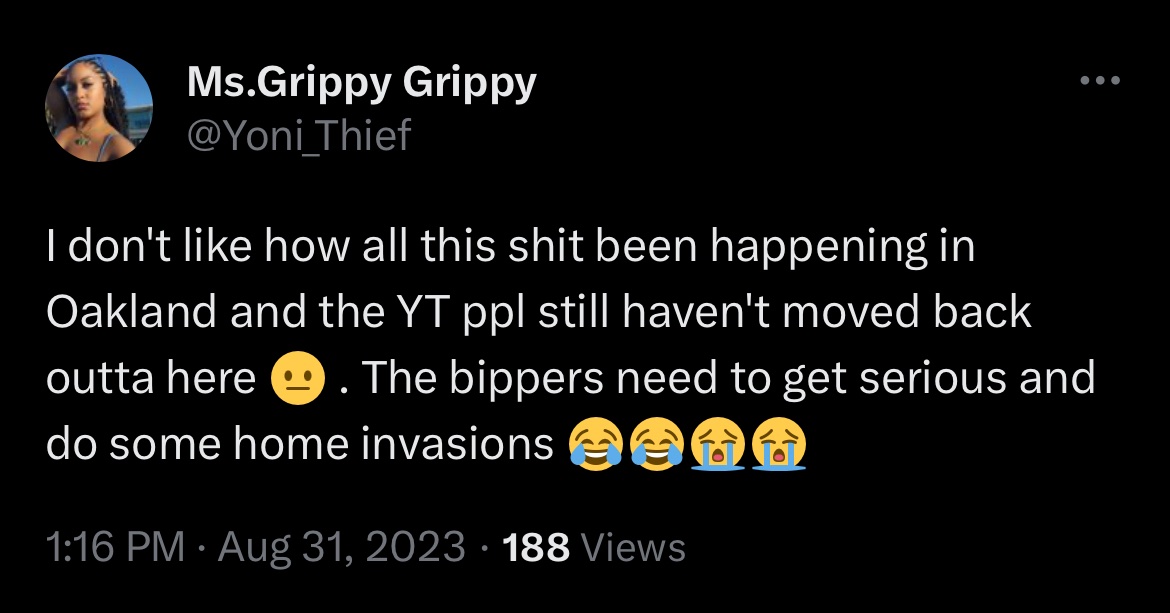 Ms.Grippy Grippy
@Yoni_Thief
I don't like how all this shit been happening in
Oakland and the YT ppl still haven't moved back
outta here 😐 . The bippers need to get serious and
do some home invasions 😂😂😭😭
1:16 PM · Aug 31, 2023 · 188 Views